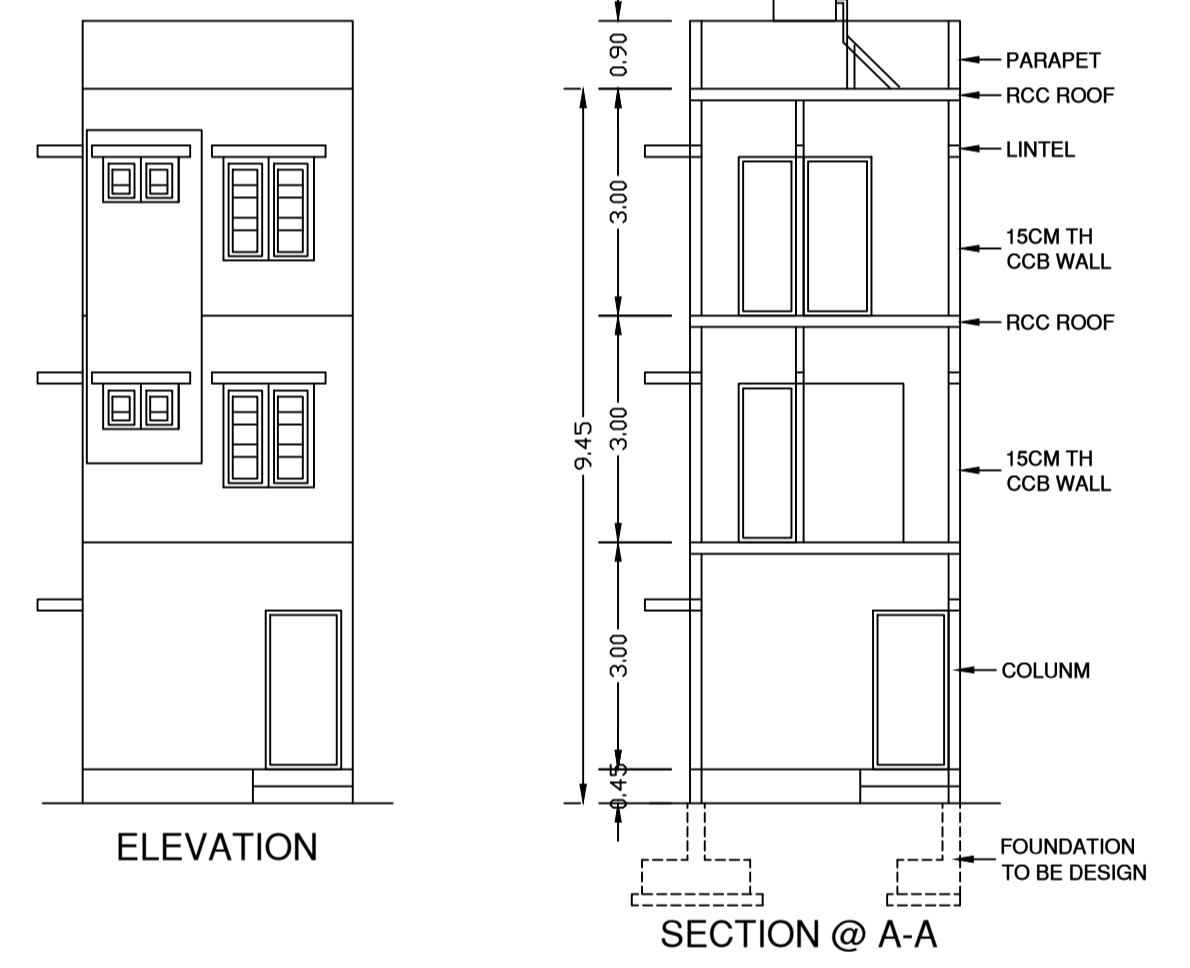 0.90
PARAPET
RCC ROOF
LINTEL
3.00
15CM TH
CCB WALL
RCC ROOF
3.00
9.45
15CM TH
CCB WALL
3.00
COLUNM
0.45
ELEVATION
FOUNDATION
TO BE DESIGN
SECTION @ A-A